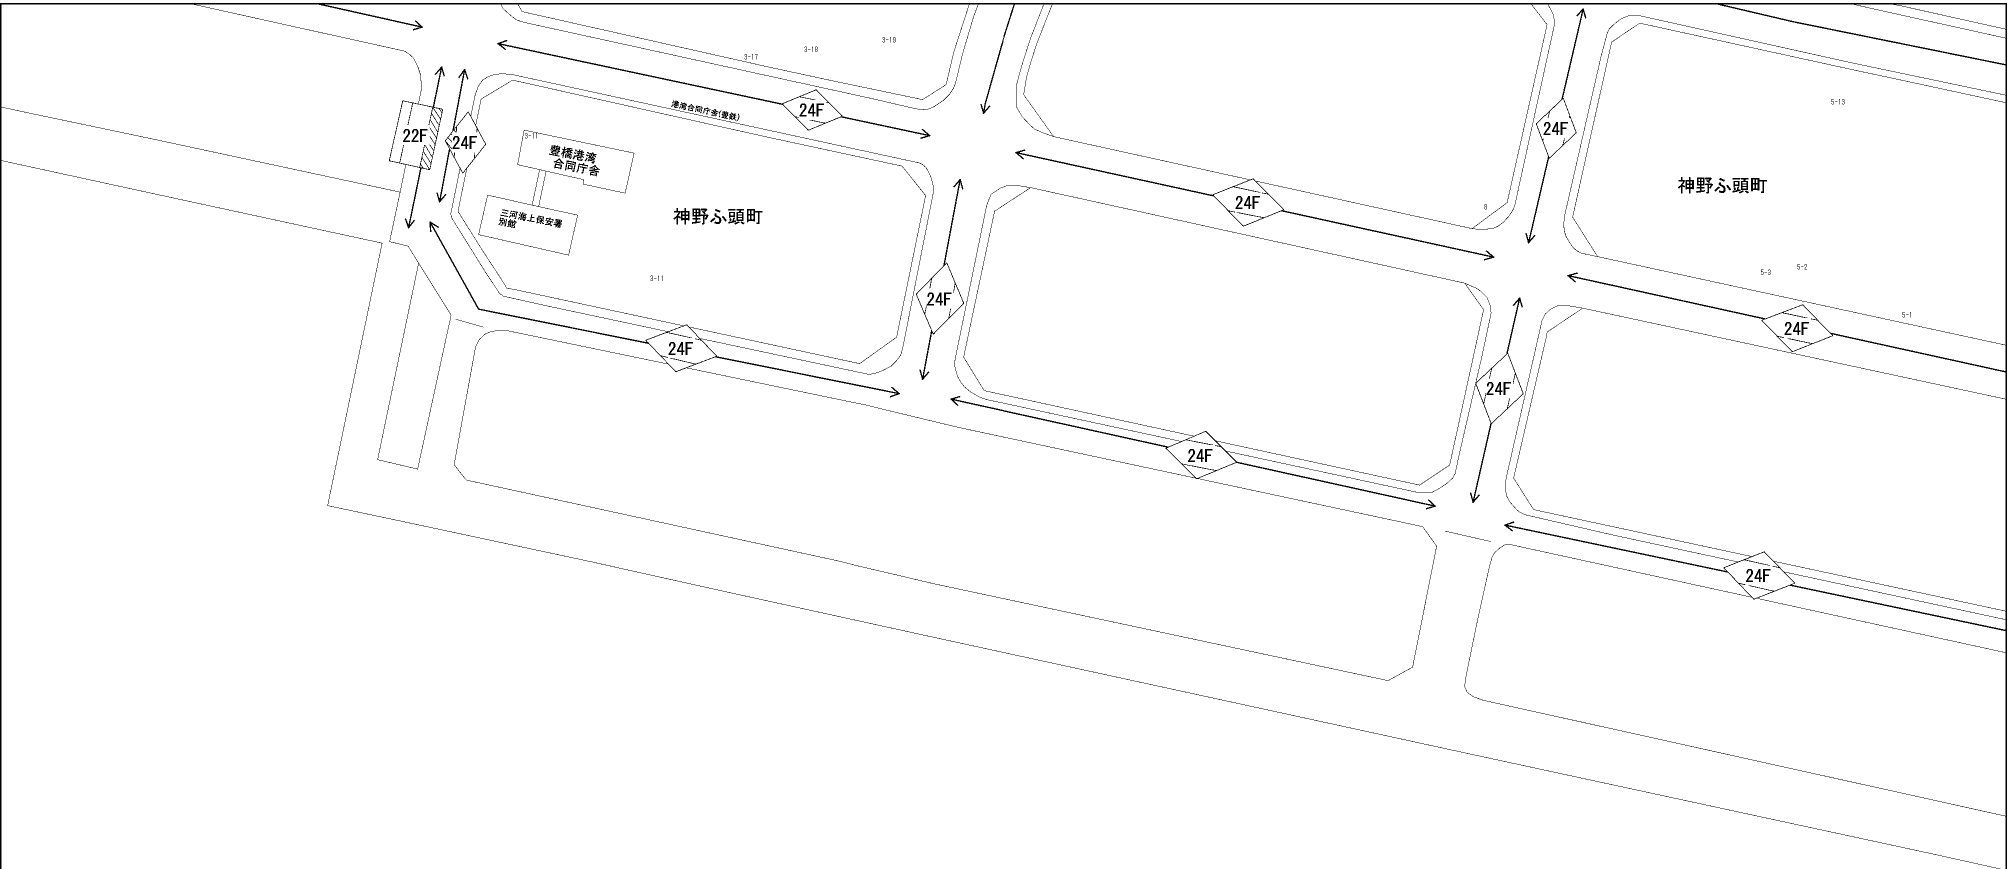 3-19
3-18
3-17
24F
港湾合同庁舎(豊鉄)
5-13
24F
22F
24F
3-11
豊橋港湾
合同庁舎
神野ふ頭町
24F
8
三河海上保安署
別館
神野ふ頭町
5-2
5-3
3-11
24F
5-1
24F
24F
24F
24F
24F
24F